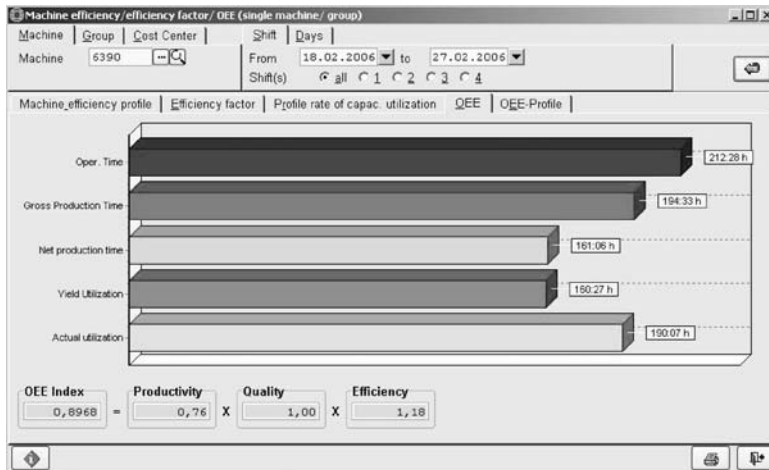 Machine efficiency/efficiency factor/ OEE (single machine/ group)
Machine Group Cost Center Shift Days
Machine 6390 From 18.02.2006 to 27.02.2006
Shift(s) all 1 2 3 4
Machine_efficiency profile Efficiency factor Profile rate of capac. utilization OEE OEE-Profile
Oper. Time 212:28 h
Gross Production Time 194:33 h
Net production time 161:06 h
Yield Utilization 160:27 h
Actual utilization 190:07 h
OEE Index Productivity Quality Efficiency
0,8968 = 0,76 X 1,00 X 1,18